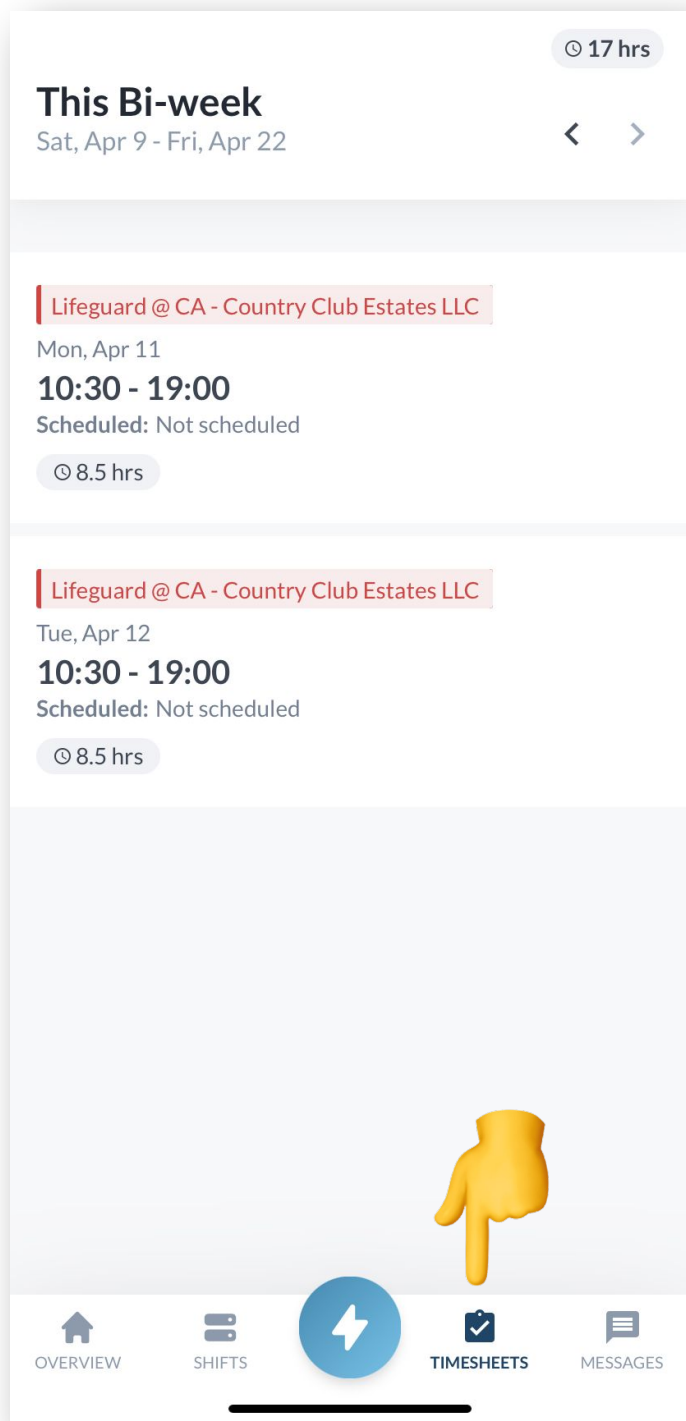 17 hrs
This Bi-week
Sat, Apr 9 - Fri, Apr 22
Lifeguard @ CA - Country Club Estates LLC
Mon, Apr 11
10:30 - 19:00
Scheduled: Not scheduled
8.5 hrs
Lifeguard @ CA - Country Club Estates LLC
Tue, Apr 12
10:30 - 19:00
Scheduled: Not scheduled
8.5 hrs
OVERVIEW SHIFTS TIMESHEETS MESSAGES